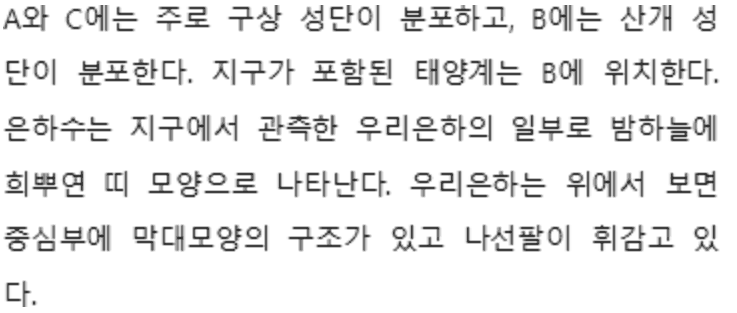 A와 C에는 주로 구상 성단이 분포하고, B에는 산개 성
단이 분포한다. 지구가 포함된 태양계는 B에 위치한다.
은하수는 지구에서 관측한 우리은하의 일부로 밤하늘에
희뿌연 띠 모양으로 나타난다. 우리은하는 위에서 보면
중심부에 막대모양의 구조가 있고 나선팔이 휘감고 있
다.